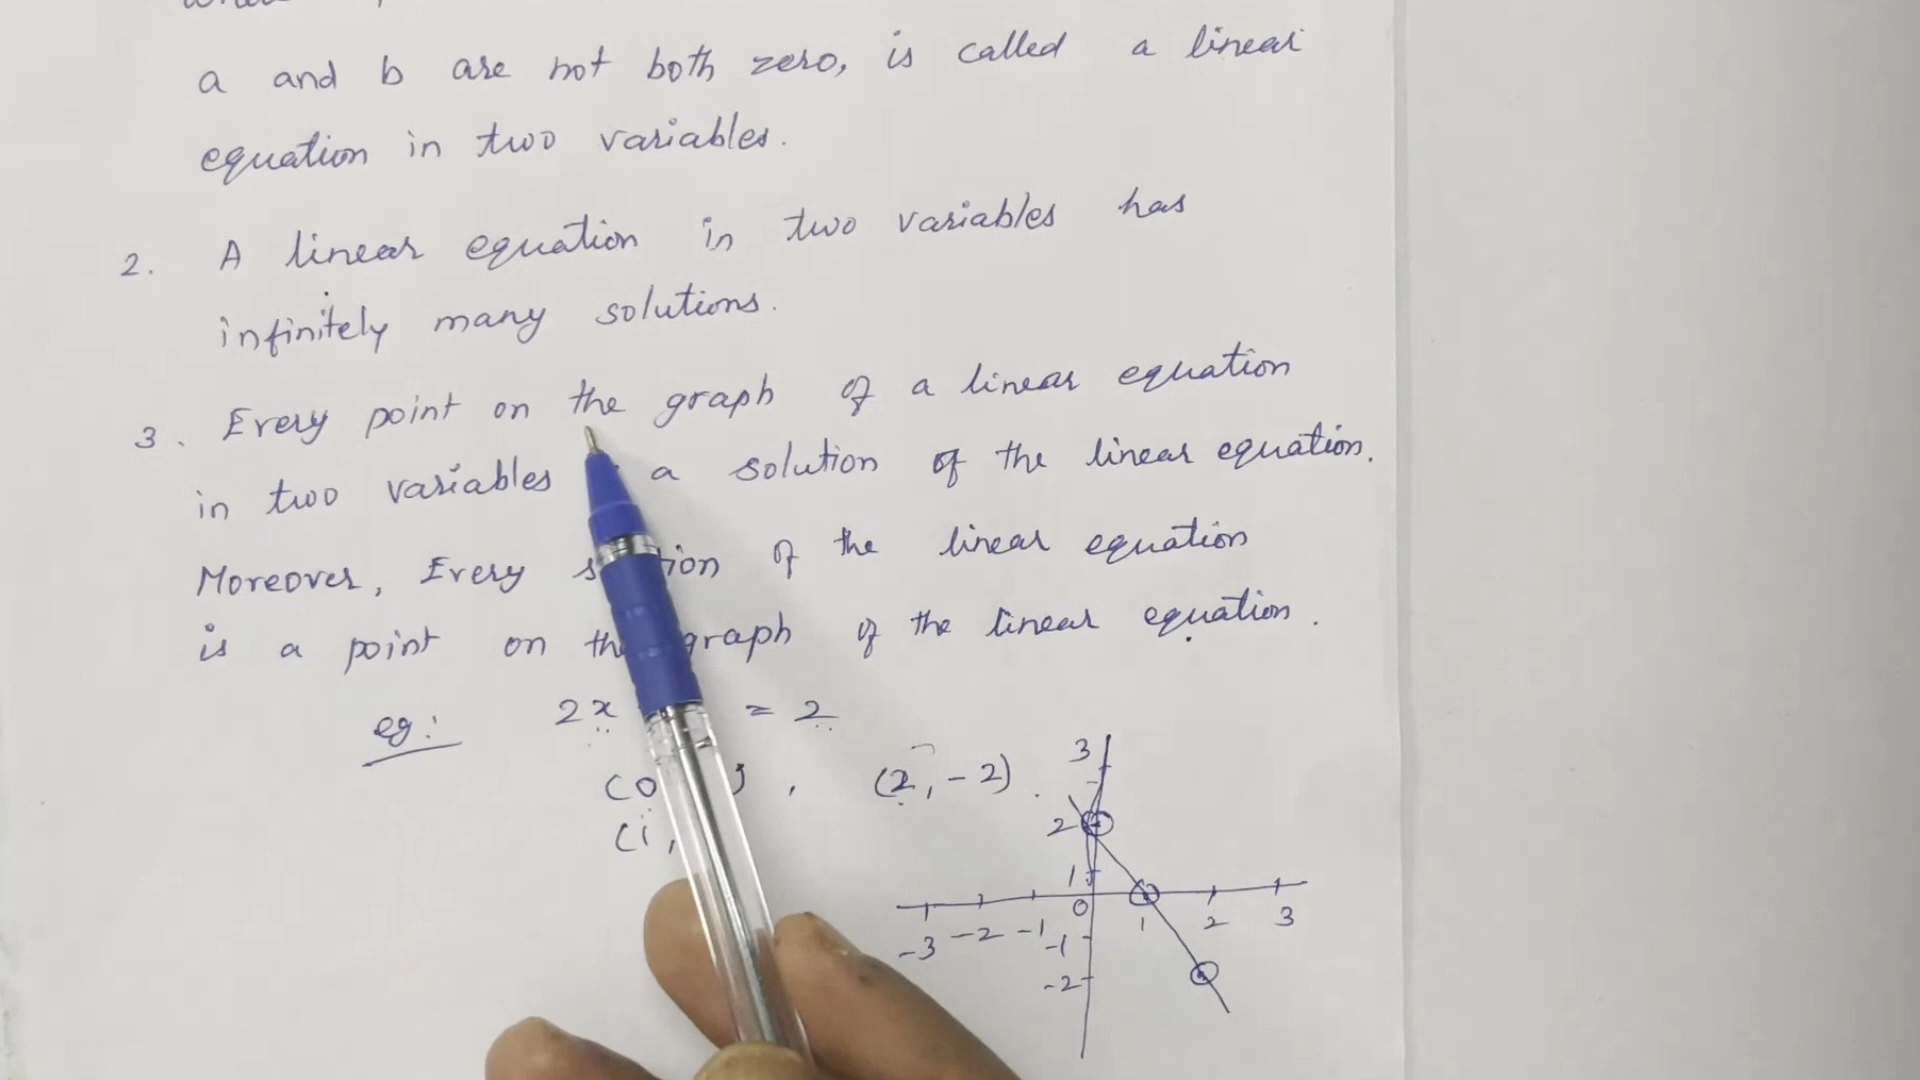 a and b are not both zero, is called a linear
equation in two variables.
2. A linear equation in two variables has
infinitely many solutions.
3. Every point on the graph of a linear equation
in two variables a solution of the linear equation.
Moreover, Every of the linear equation
is a point on the graph of the linear equation.
eg: 2x = 2
(2, -2)
3
2
1
-3 -2 -1 0 1 2 3
-1
-2